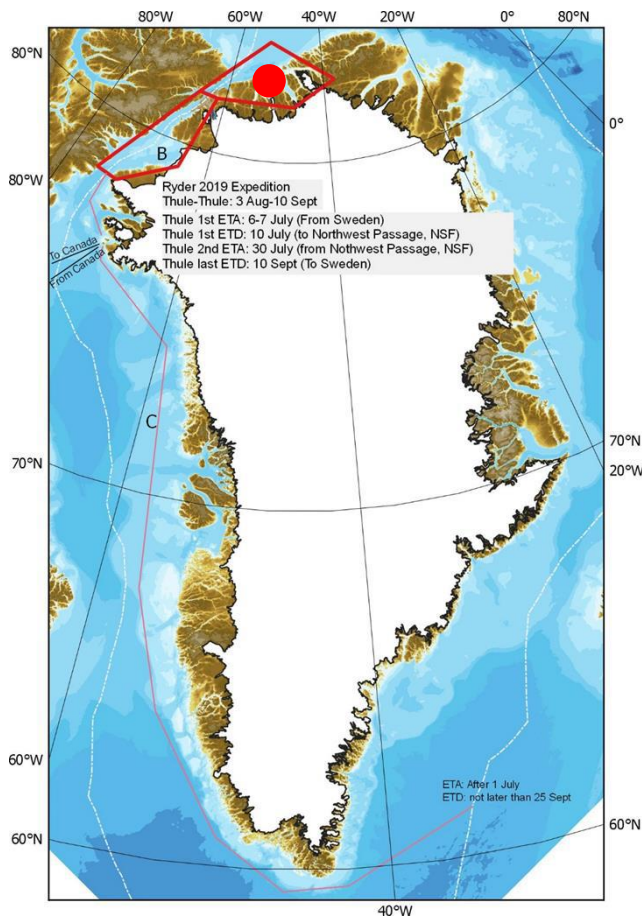 80°W
60°W
40°W
0°
80°N
80°N
0°
B
80°N
Ryder 2019 Expedition
Thule-Thule: 3 Aug-10 Sept
Thule 1st ETA: 6-7 July (From Sweden)
Thule 1st ETD: 10 July (to Northwest Passage, NSF)
Thule 2nd ETA: 30 July (from Nothwest Passage, NSF)
Thule last ETD: 10 Sept (To Sweden)
To Canada
From Canada
C
70°N
70°N
20°W
60°W
ETA: After 1 July
ETD: not later than 25 Sept
60°N
60°N
40°W